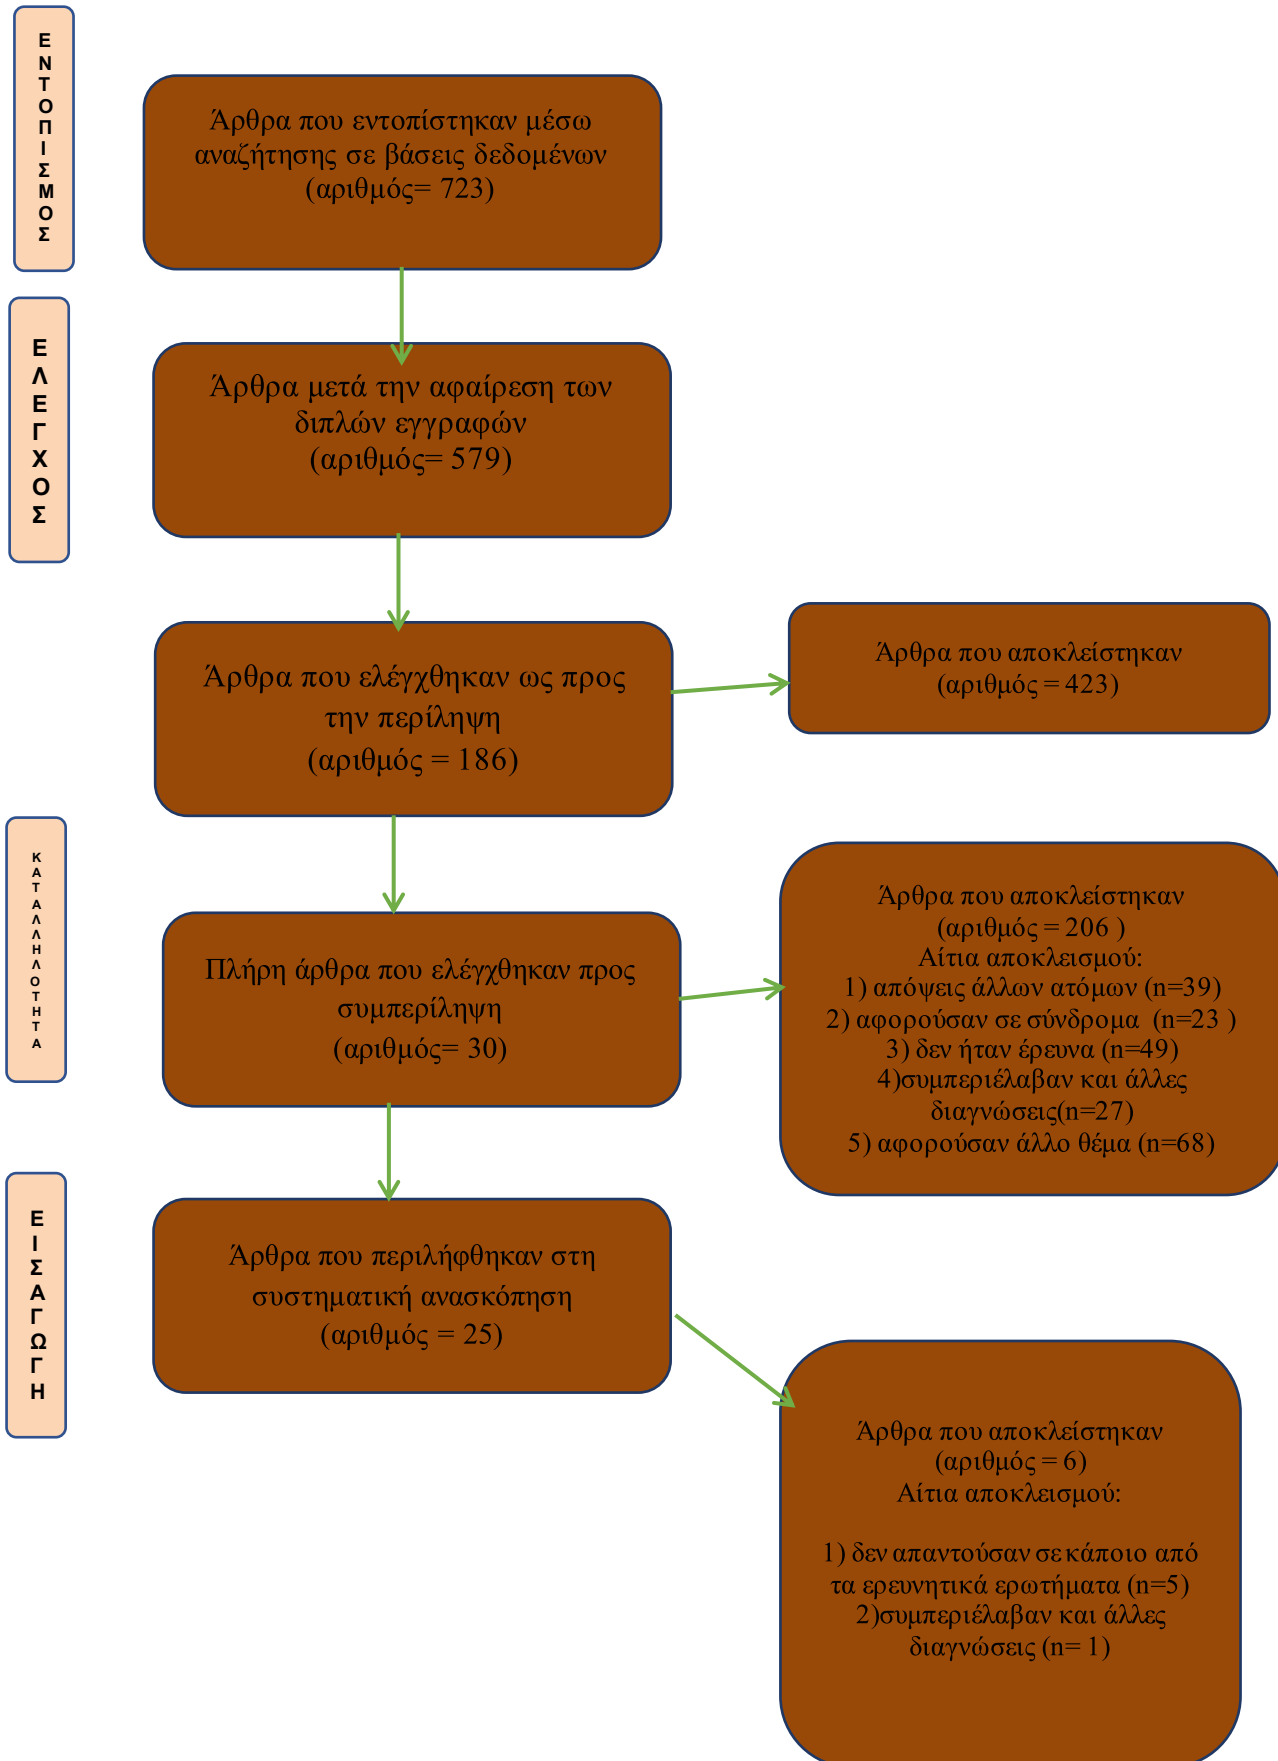 ΕΝΤΟΠΙΣΜΟΣ
Άρθρα που εντοπίστηκαν μέσω
αναζήτησης σε βάσεις δεδομένων
(αριθμός= 723)
ΕΛΕΓΧΟΣ
Άρθρα μετά την αφαίρεση των
διπλών εγγραφών
(αριθμός= 579)
Άρθρα που ελέγχθηκαν ως προς
την περίληψη
(αριθμός = 186)
Άρθρα που αποκλείστηκαν
(αριθμός = 423)
ΚΑΤΑΛΛΗΛΟΤΗΤΑ
Πλήρη άρθρα που ελέγχθηκαν προς
συμπερίληψη
(αριθμός= 30)
Άρθρα που αποκλείστηκαν
(αριθμός = 206 )
Αίτια αποκλεισμού:
1) απόψεις άλλων ατόμων (n=39)
2) αφορούσαν σε σύνδρομα (n=23 )
3) δεν ήταν έρευνα (n=49)
4)συμπεριέλαβαν και άλλες
διαγνώσεις(n=27)
5) αφορούσαν άλλο θέμα (n=68)
ΕΙΣΑΓΩΓΗ
Άρθρα που περιλήφθηκαν στη
συστηματική ανασκόπηση
(αριθμός = 25)
Άρθρα που αποκλείστηκαν
(αριθμός = 6)
Αίτια αποκλεισμού:
1) δεν απαντούσαν σε κάποιο από
τα ερευνητικά ερωτήματα (n=5)
2)συμπεριέλαβαν και άλλες
διαγνώσεις (n= 1)